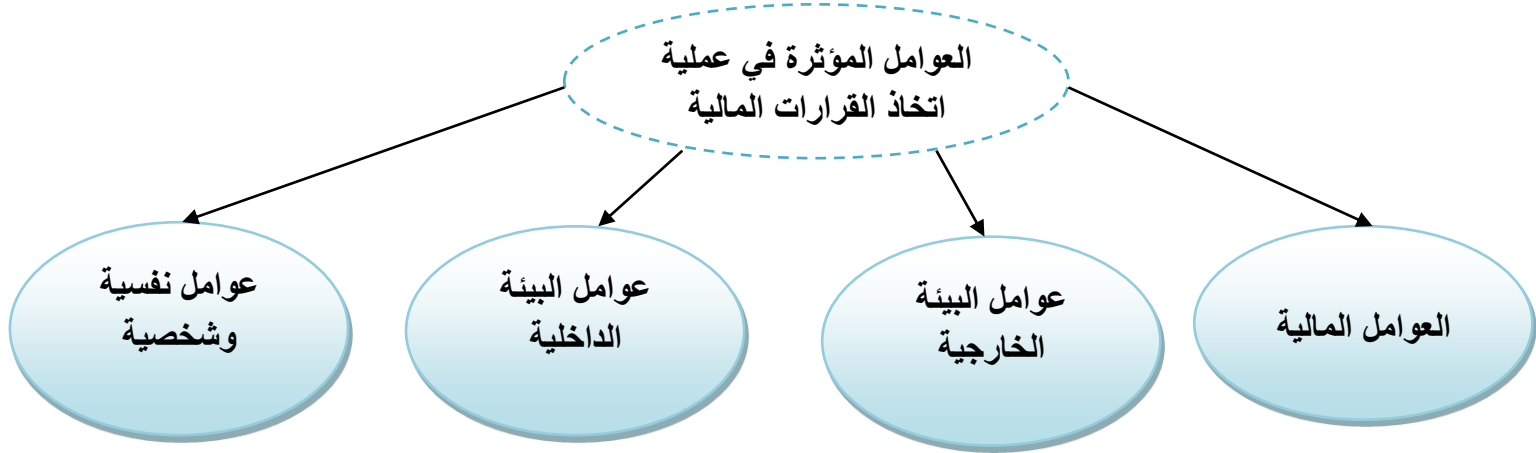 العوامل المؤثرة في عملية
اتخاذ القرارات المالية
العوامل المالية
عوامل البيئة
الخارجية
عوامل البيئة
الداخلية
عوامل نفسية
وشخصية